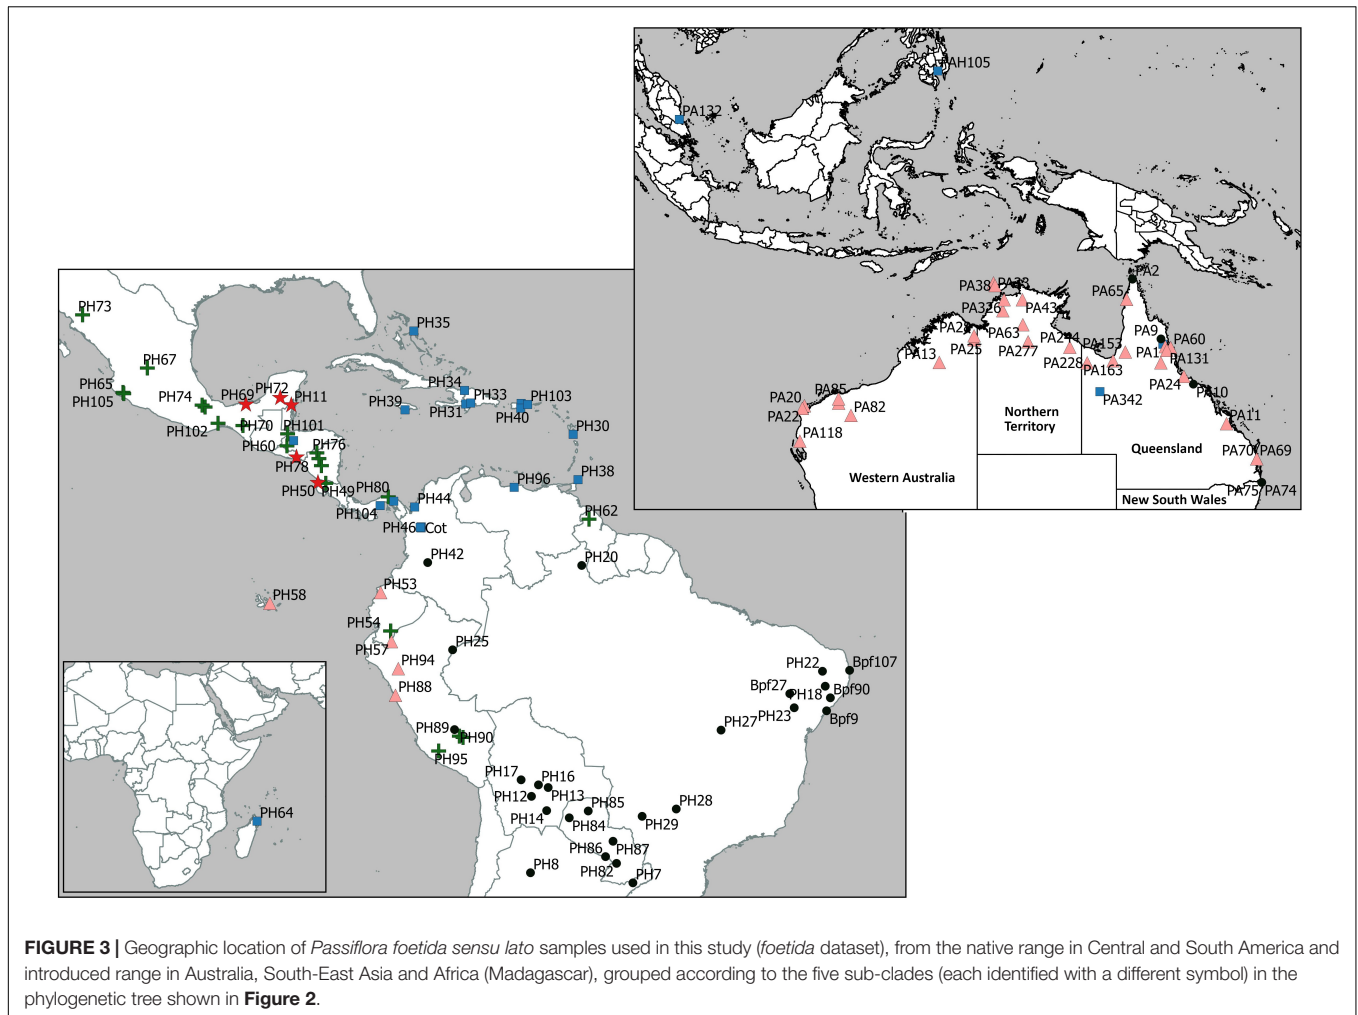 PAH105
PA132
PA2
PA38 PA33
PA65
PA326 PA43
PA9 PA60
PA63 PA244 PA153
PA13 PA25 PA277 PA228 PA163 PA1 PA131
PA24 PA10
PA85
PA20
PA22 PA82
PA342
PA11
PA118
Northern
Territory
Queensland
PA70 PA69
Western Australia
New South Wales
PA75 PA74
PH73
PH35
PH67
PH65
PH105
PH72
PH74 PH69 PH11
PH34 PH33 PH103
PH39 PH31 PH40
PH102 PH70 PH101
PH60 PH76
PH30
PH78
PH50 PH49 PH80
PH96 PH38
PH104 PH44
PH46 Cot
PH62
PH42 PH20
PH58 PH53
PH54
PH57 PH25
PH94
PH88
PH22 Bpf107
Bpf27 PH18 Bpf90
PH23 Bpf9
PH27
PH89 PH90
PH95
PH17 PH16
PH12 PH13
PH14 PH85
PH84
PH28
PH29
PH86 PH87
PH82
PH8 PH7
PH64
FIGURE 3 | Geographic location of Passiflora foetida sensu lato samples used in this study (foetida dataset), from the native range in Central and South America and
introduced range in Australia, South-East Asia and Africa (Madagascar), grouped according to the five sub-clades (each identified with a different symbol) in the
phylogenetic tree shown in Figure 2.